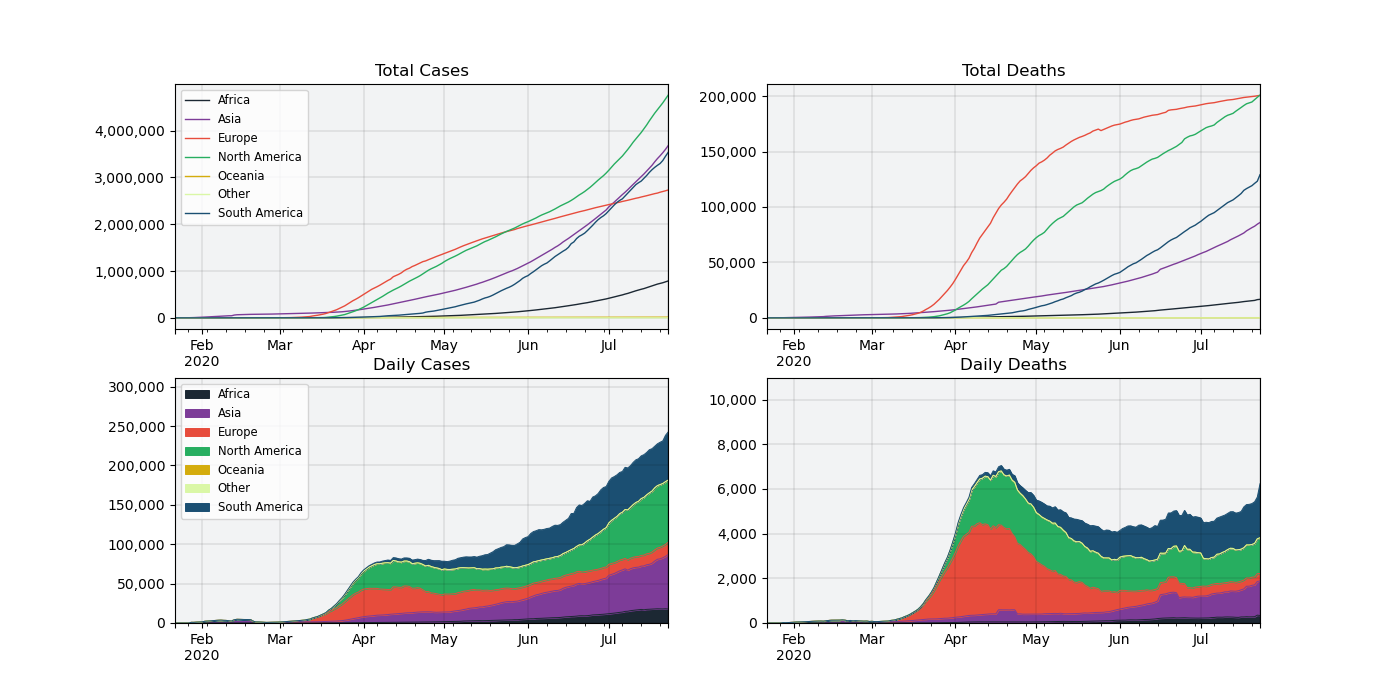 Total Cases
4,000,000
3,000,000
2,000,000
1,000,000
0
Africa
Asia
Europe
North America
Oceania
Other
South America
Feb Mar Apr May Jun Jul
2020
Total Deaths
200,000
150,000
100,000
50,000
0
Feb Mar Apr May Jun Jul
2020
Daily Cases
300,000
250,000
200,000
150,000
100,000
50,000
0
Africa
Asia
Europe
North America
Oceania
Other
South America
Feb Mar Apr May Jun Jul
2020
Daily Deaths
10,000
8,000
6,000
4,000
2,000
0
Feb Mar Apr May Jun Jul
2020